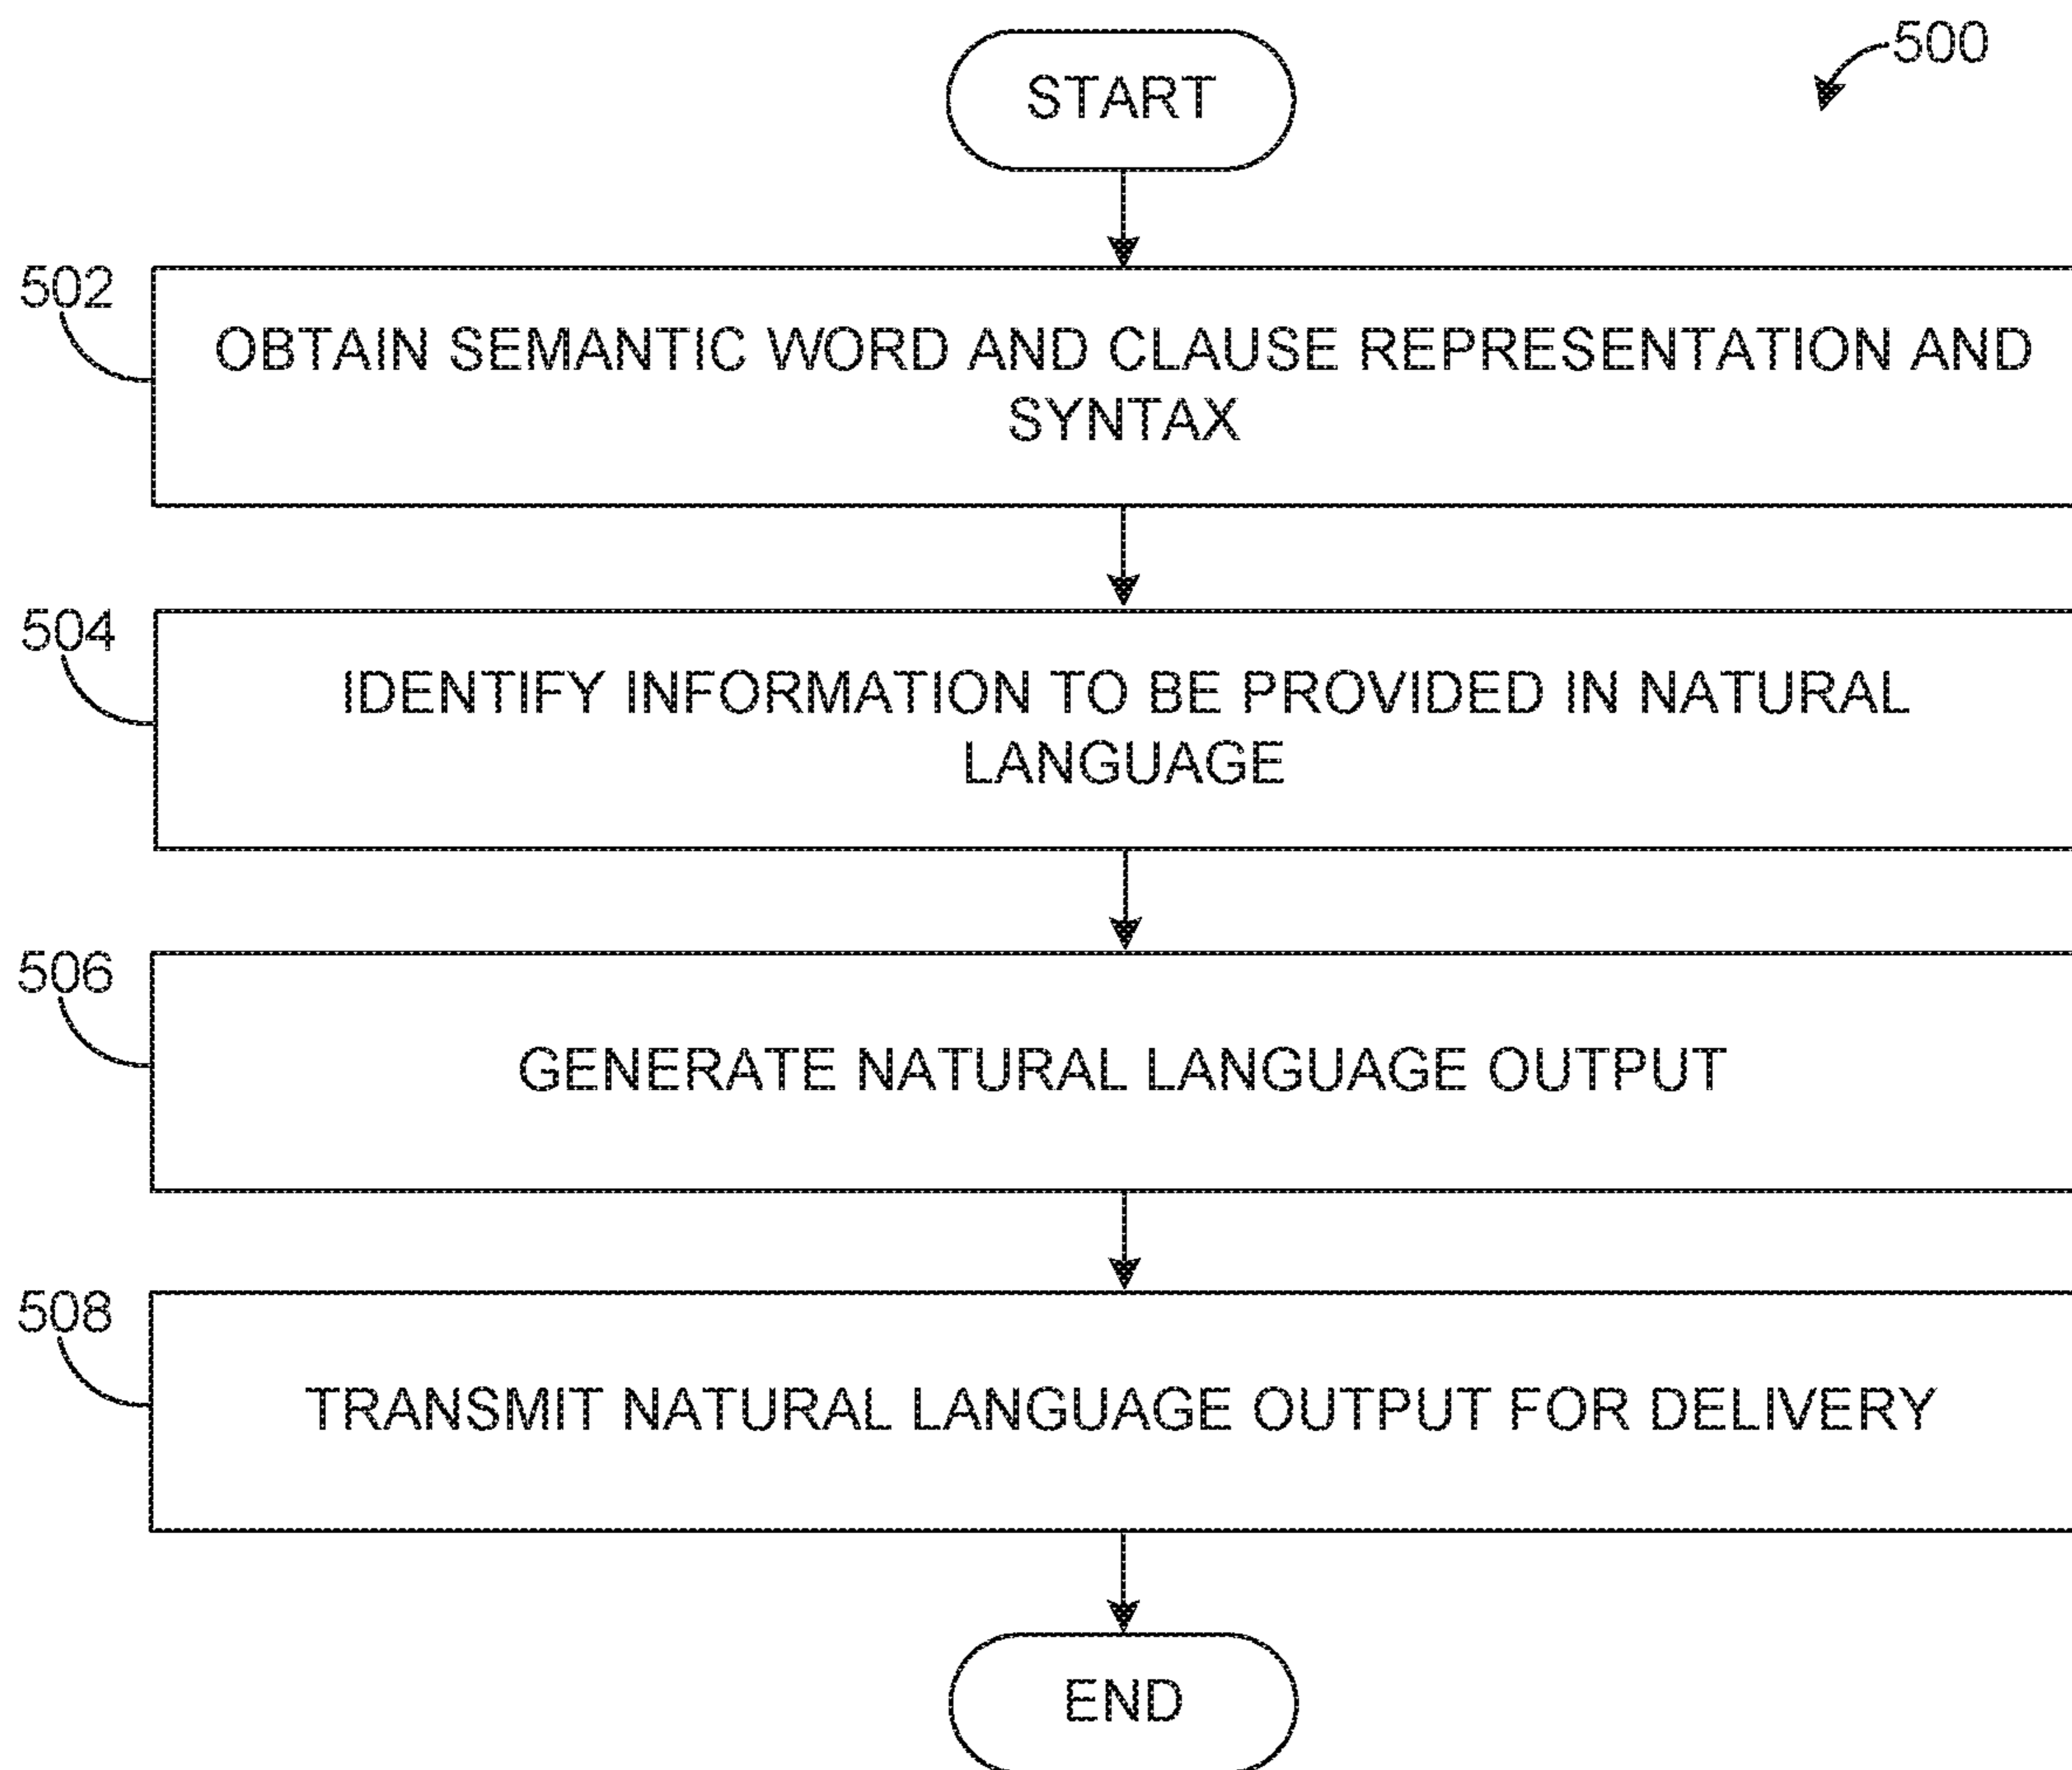 START
500
502
OBTAIN SEMANTIC WORD AND CLAUSE REPRESENTATION AND
SYNTAX
504
IDENTIFY INFORMATION TO BE PROVIDED IN NATURAL
LANGUAGE
506
GENERATE NATURAL LANGUAGE OUTPUT
508
TRANSMIT NATURAL LANGUAGE OUTPUT FOR DELIVERY
END